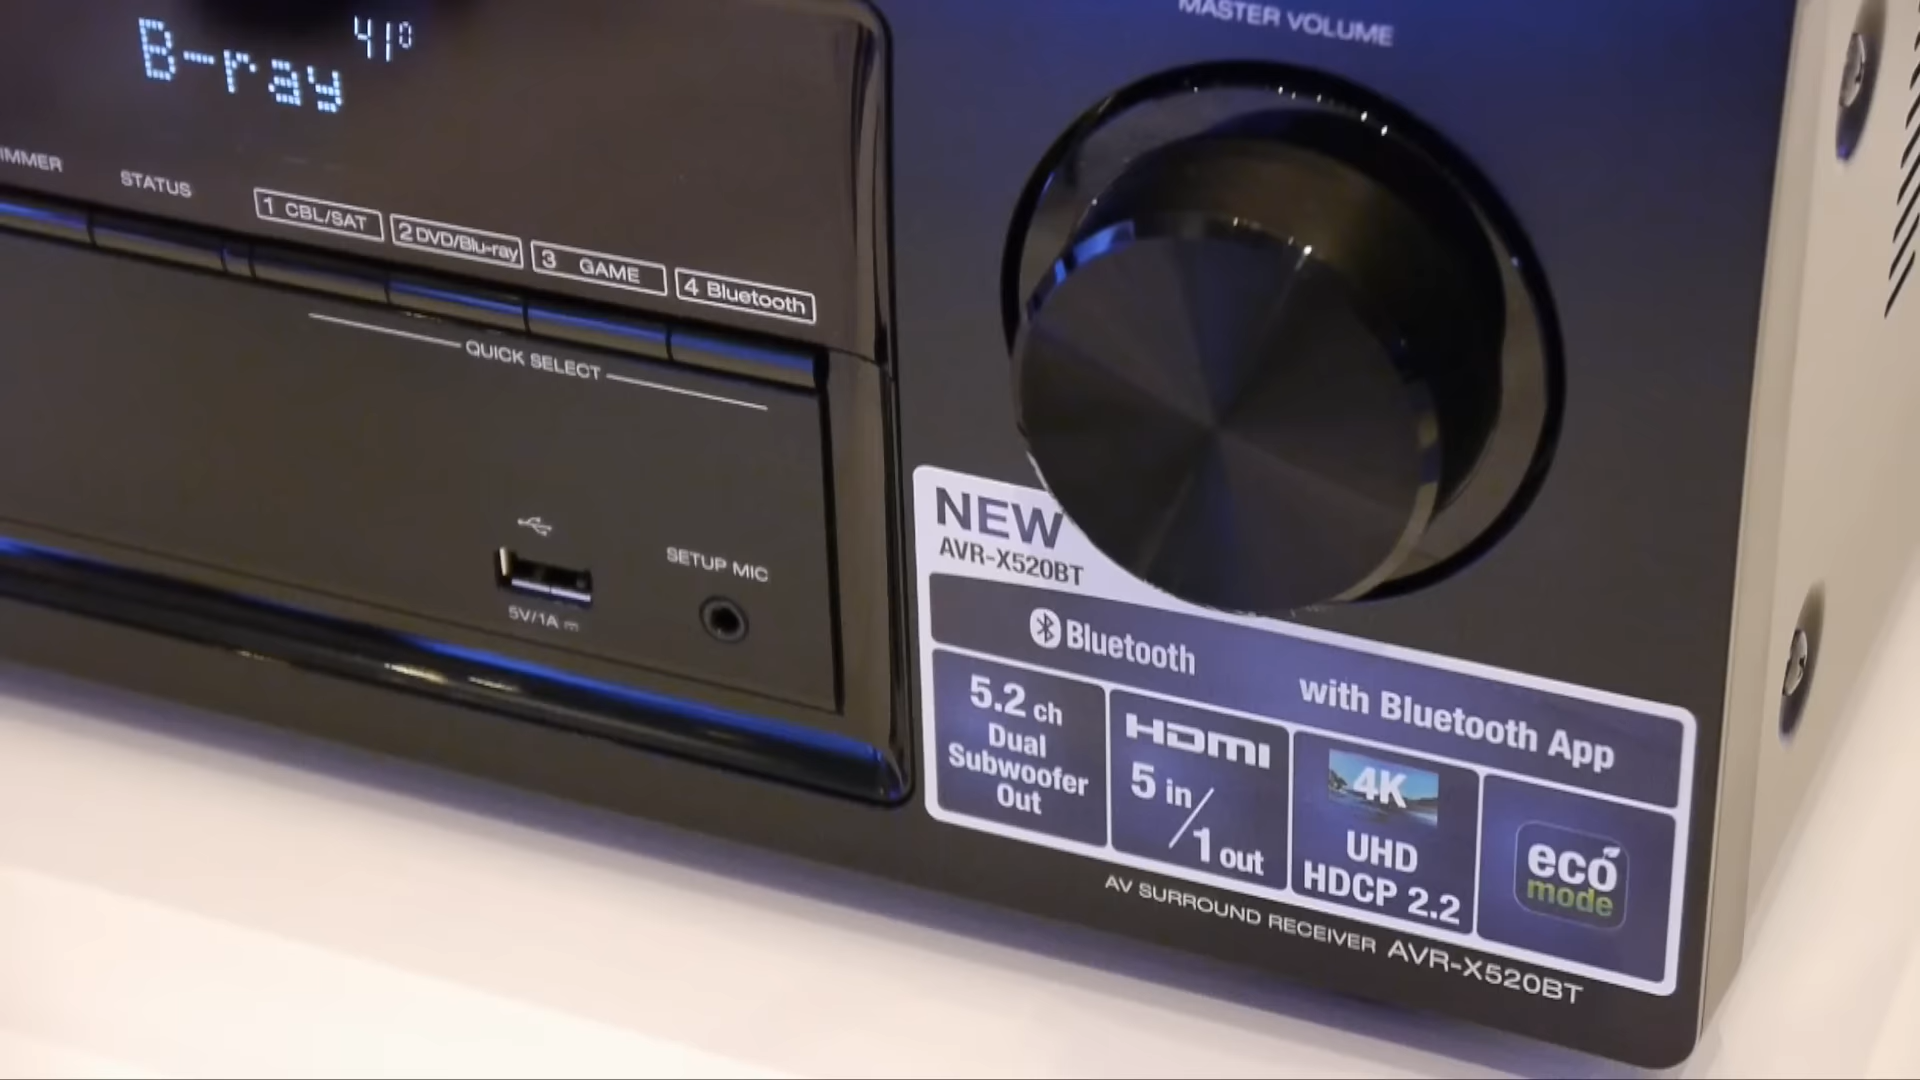 MASTER VOLUME
B-ray
410
IMMER
STATUS
1 CBL/SAT
2 DVD/Blu-ray
3 GAME
4 Bluetooth
QUICK SELECT
5V/1A
SETUP MIC
NEW
AVR-X520BT
Bluetooth
with Bluetooth App
5.2 ch
Dual
Subwoofer
Out
HDMI
5 in/
1 out
4K
UHD
HDCP 2.2
eco
mode
AV SURROUND RECEIVER AVR-X520BT